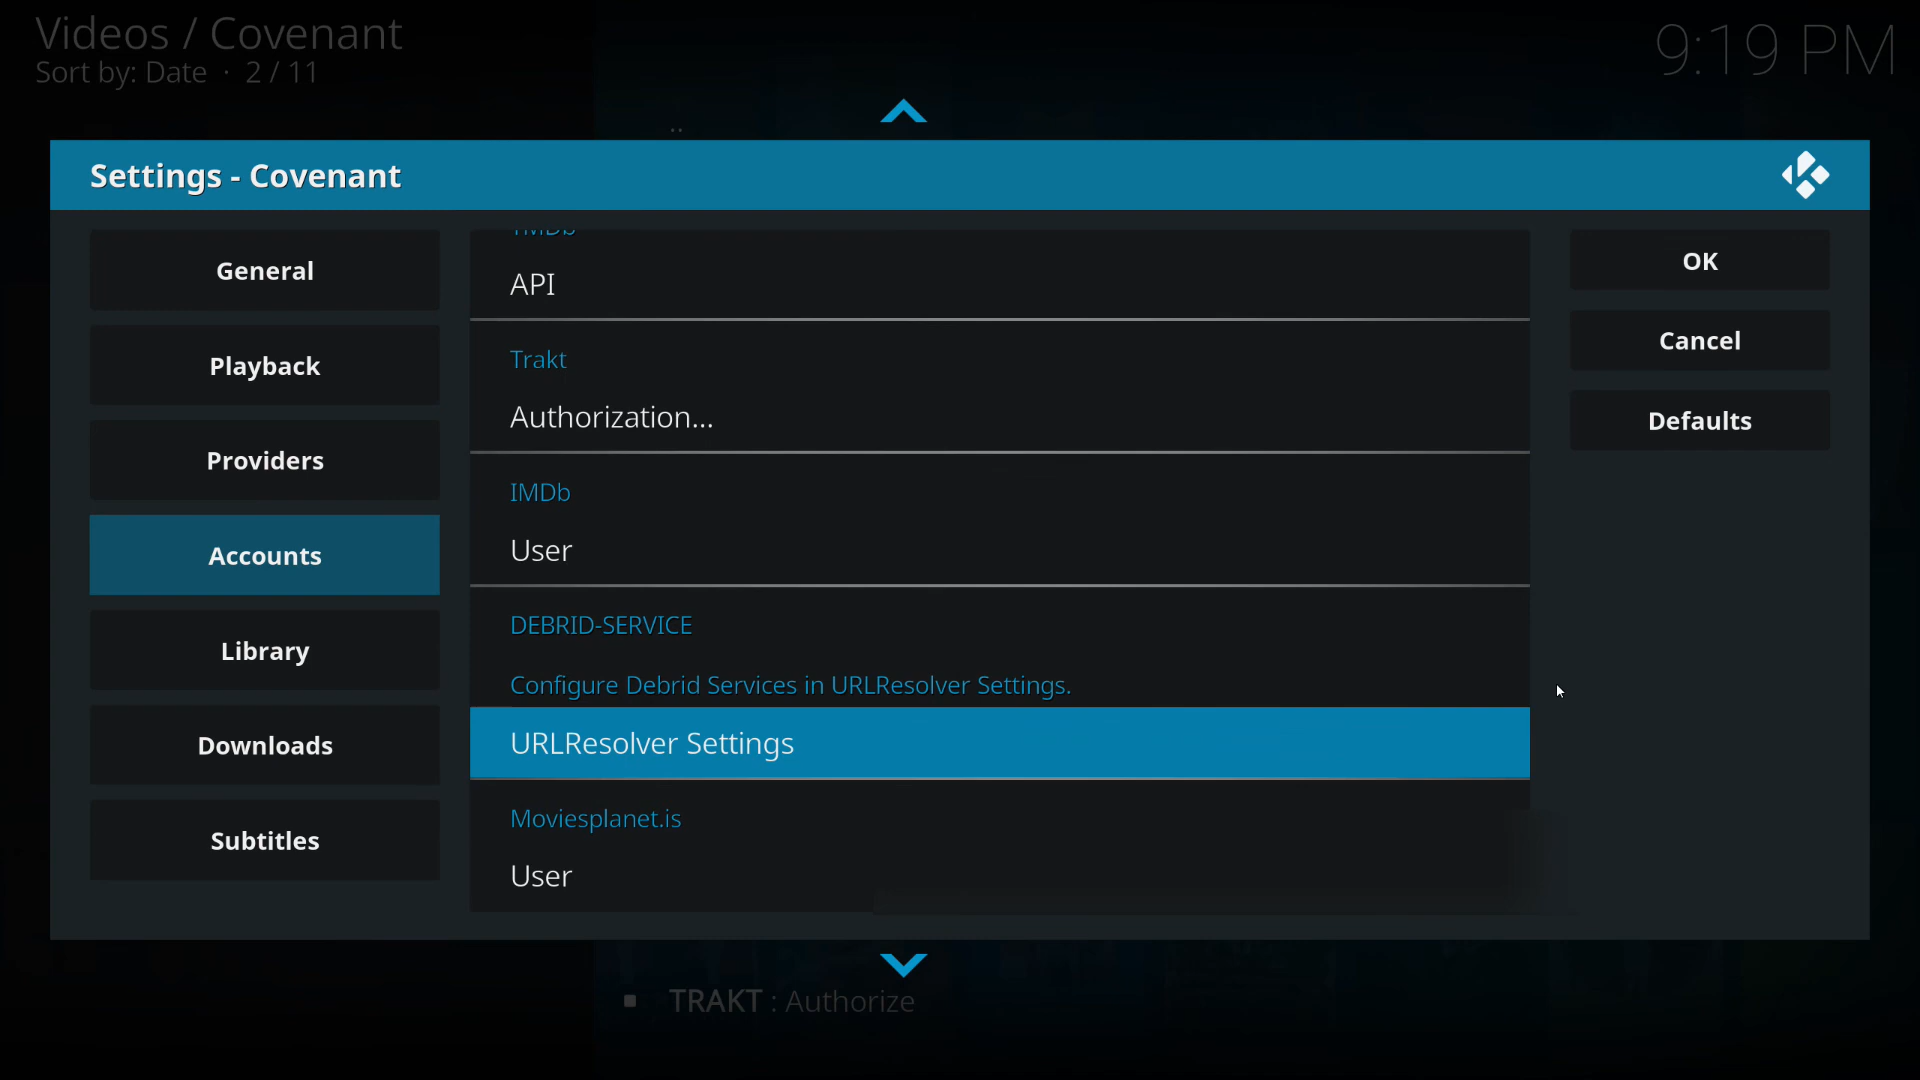 Videos / Covenant
Sort by: Date · 2 / 11
9:19 PM
..
Settings - Covenant
General
Playback
Providers
Accounts
Library
Downloads
Subtitles
TMDb
API
Trakt
Authorization...
IMDb
User
DEBRID-SERVICE
Configure Debrid Services in URLResolver Settings.
URLResolver Settings
Moviesplanet.is
User
OK
Cancel
Defaults
TRAKT : Authorize